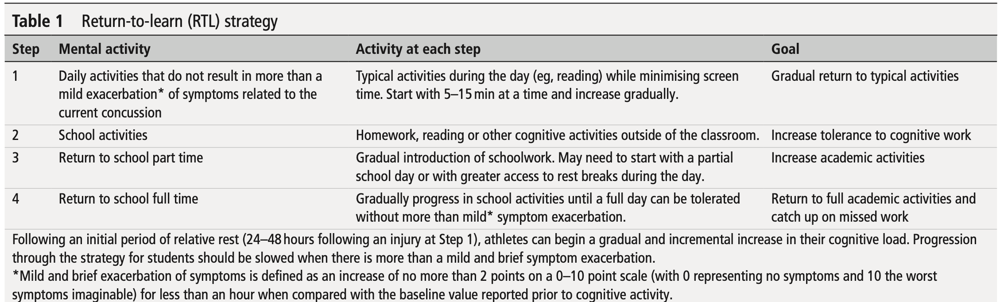 Table 1 Return-to-learn (RTL) strategy
Step Mental activity Activity at each step Goal
1 Daily activities that do not result in more than a Typical activities during the day (eg, reading) while minimising screen Gradual return to typical activities
mild exacerbation* of symptoms related to the time. Start with 5–15 min at a time and increase gradually.
current concussion
2 School activities Homework, reading or other cognitive activities outside of the classroom. Increase tolerance to cognitive work
3 Return to school part time Gradual introduction of schoolwork. May need to start with a partial Increase academic activities
school day or with greater access to rest breaks during the day.
4 Return to school full time Gradually progress in school activities until a full day can be tolerated Return to full academic activities and
without more than mild* symptom exacerbation. catch up on missed work
Following an initial period of relative rest (24–48 hours following an injury at Step 1), athletes can begin a gradual and incremental increase in their cognitive load. Progression
through the strategy for students should be slowed when there is more than a mild and brief symptom exacerbation.
*Mild and brief exacerbation of symptoms is defined as an increase of no more than 2 points on a 0–10 point scale (with 0 representing no symptoms and 10 the worst
symptoms imaginable) for less than an hour when compared with the baseline value reported prior to cognitive activity.